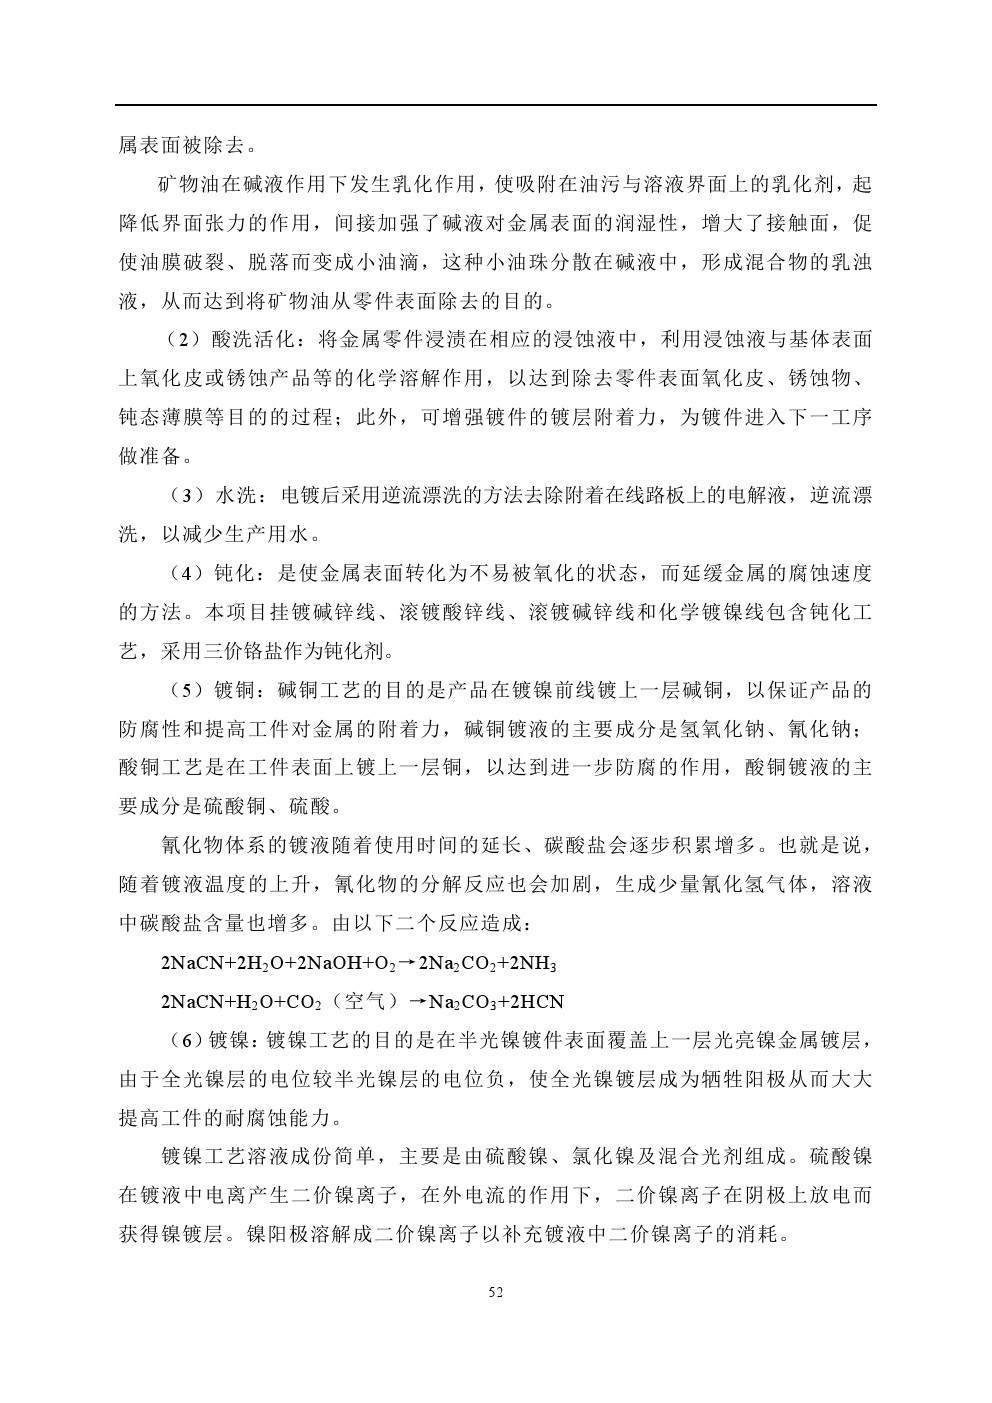 属表面被除去。
矿物油在碱液作用下发生乳化作用，使吸附在油污与溶液界面上的乳化剂，起
降低界面张力的作用，间接加强了碱液对金属表面的润湿性，增大了接触面，促
使油膜破裂、脱落而变成小油滴，这种小油珠分散在碱液中，形成混合物的乳浊
液，从而达到将矿物油从零件表面除去的目的。
（2）酸洗活化：将金属零件浸渍在相应的浸蚀液中，利用浸蚀液与基体表面
上氧化皮或锈蚀产品等的化学溶解作用，以达到除去零件表面氧化皮、锈蚀物、
钝态薄膜等目的的过程；此外，可增强镀件的镀层附着力，为镀件进入下一工序
做准备。
（3）水洗：电镀后采用逆流漂洗的方法去除附着在线路板上的电解液，逆流漂
洗，以减少生产用水。
（4）钝化：是使金属表面转化为不易被氧化的状态，而延缓金属的腐蚀速度
的方法。本项目挂镀碱锌线、滚镀酸锌线、滚镀碱锌线和化学镀镍线包含钝化工
艺，采用三价铬盐作为钝化剂。
（5）镀铜：碱铜工艺的目的是产品在镀镍前线镀上一层碱铜，以保证产品的
防腐性和提高工件对金属的附着力，碱铜镀液的主要成分是氢氧化钠、氰化钠；
酸铜工艺是在工件表面上镀上一层铜，以达到进一步防腐的作用，酸铜镀液的主
要成分是硫酸铜、硫酸。
氰化物体系的镀液随着使用时间的延长、碳酸盐会逐步积累增多。也就是说，
随着镀液温度的上升，氰化物的分解反应也会加剧，生成少量氰化氢气体，溶液
中碳酸盐含量也增多。由以下二个反应造成：
2NaCN+2H₂O+2NaOH+O₂→2Na₂CO₂+2NH₃
2NaCN+H₂O+CO₂（空气）→Na₂CO₃+2HCN
（6）镀镍：镀镍工艺的目的是在半光镍镀件表面覆盖上一层光亮镍金属镀层，
由于全光镍层的电位较半光镍层的电位负，使全光镍镀层成为牺牲阳极从而大大
提高工件的耐腐蚀能力。
镀镍工艺溶液成份简单，主要是由硫酸镍、氯化镍及混合光剂组成。硫酸镍
在镀液中电离产生二价镍离子，在外电流的作用下，二价镍离子在阴极上放电而
获得镍镀层。镍阳极溶解成二价镍离子以补充镀液中二价镍离子的消耗。
52